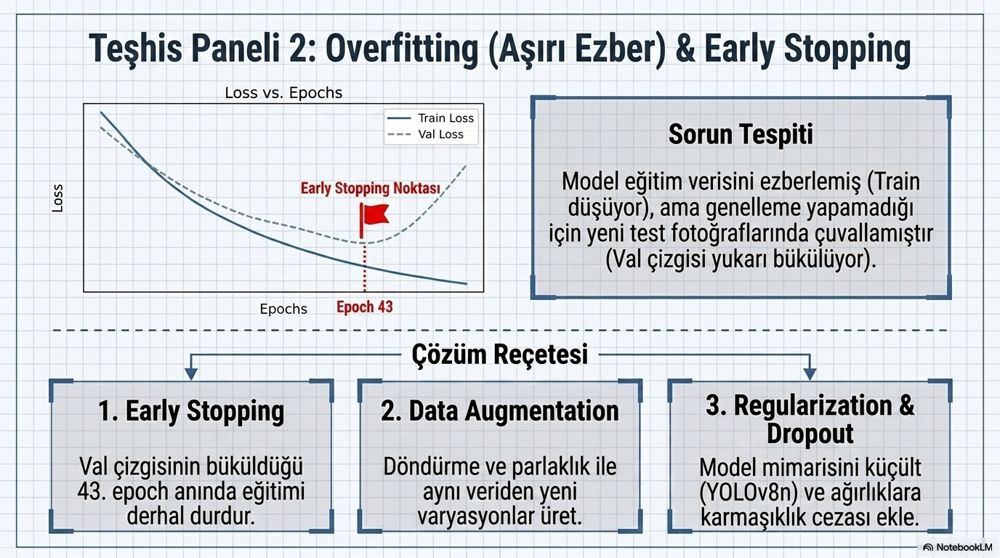 Teşhis Paneli 2: Overfitting (Aşırı Ezber) & Early Stopping
Loss vs. Epochs
Train Loss
Val Loss
Loss
Early Stopping Noktası
Epochs
Epoch 43
Sorun Tespiti
Model eğitim verisini ezberlemiş (Train
düşüyor), ama genelleme yapamadığı
için yeni test fotoğraflarında çuvallamıştır
(Val çizgisi yukarı bükülüyor).
Çözüm Reçetesi
1. Early Stopping
Val çizgisinin büküldüğü
43. epoch anında eğitimi
derhal durdur.
2. Data Augmentation
Döndürme ve parlaklık ile
aynı veriden yeni
varyasyonlar üret.
3. Regularization &
Dropout
Model mimarisini küçült
(YOLOv8n) ve ağırlıklara
karmaşıklık cezası ekle.
NotebookLM